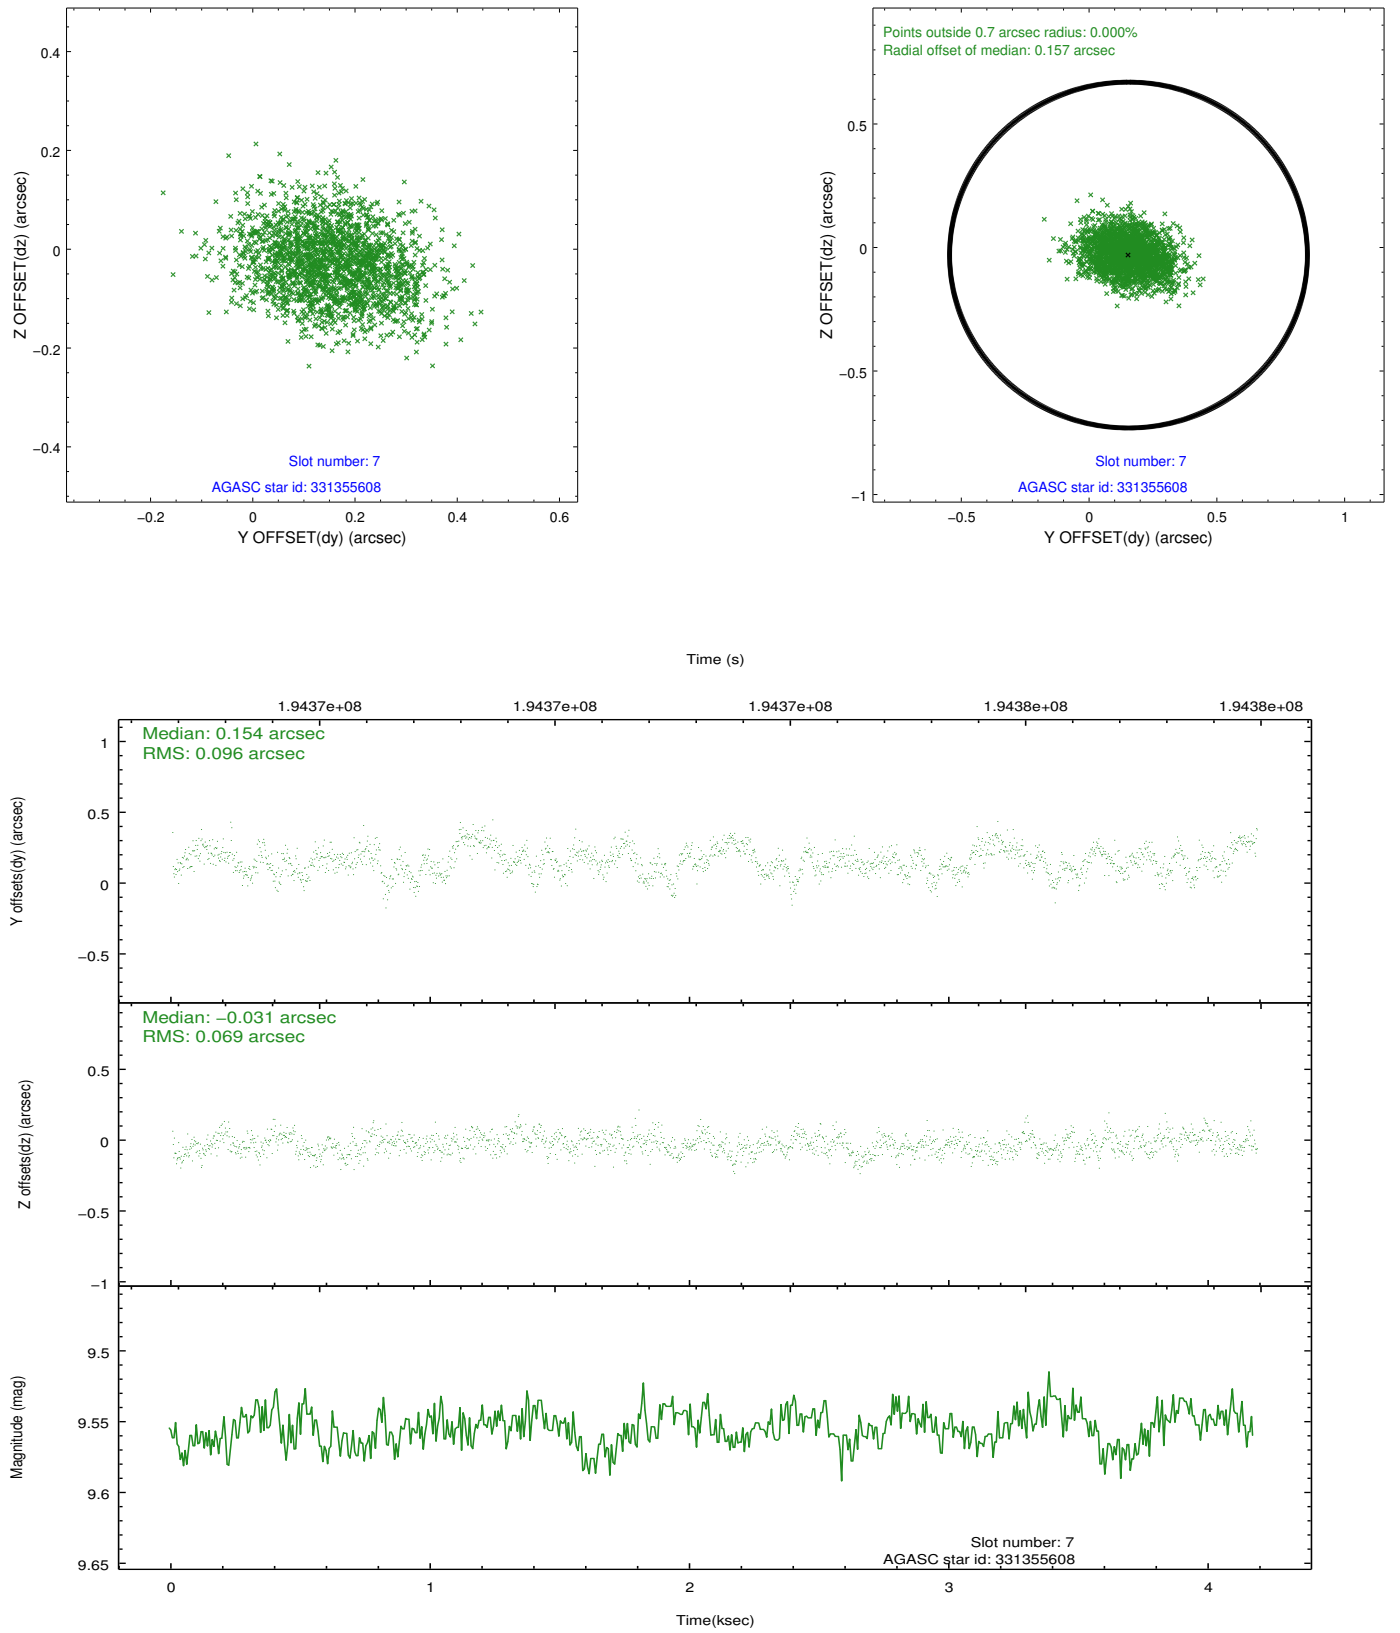 0.4
0.2
0
−0.2
−0.4
Z OFFSET(dz) (arcsec)
Slot number: 7
AGASC star id: 331355608
−0.2 0 0.2 0.4 0.6
Y OFFSET(dy) (arcsec)
Points outside 0.7 arcsec radius: 0.000%
Radial offset of median: 0.157 arcsec
0.5
0
−0.5
−1
Z OFFSET(dz) (arcsec)
Slot number: 7
AGASC star id: 331355608
−0.5 0 0.5 1
Y OFFSET(dy) (arcsec)
Time (s)
1.9437e+08 1.9437e+08 1.9437e+08 1.9438e+08 1.9438e+08
Median: 0.154 arcsec
RMS: 0.096 arcsec
1
0.5
0
−0.5
Y offsets(dy) (arcsec)
Median: −0.031 arcsec
RMS: 0.069 arcsec
0.5
0
−0.5
−1
Z offsets(dz) (arcsec)
9.5
9.55
9.6
9.65
Magnitude (mag)
Slot number: 7
AGASC star id: 331355608
0 1 2 3 4
Time(ksec)